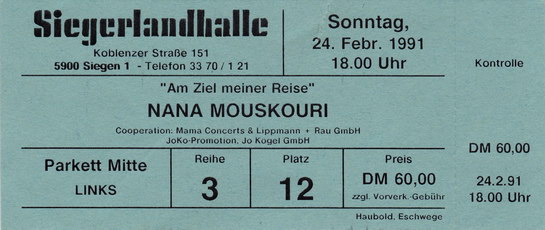 Siegerlandhalle
Koblenzer Straße 151
5900 Siegen 1 - Telefon 33 70 / 1 21
Sonntag,
24. Febr. 1991
18.00 Uhr
Kontrolle
"Am Ziel meiner Reise"
NANA MOUSKOURI
Cooperation: Mama Concerts & Lippmann + Rau GmbH
JoKo-Promotion, Jo Kogel GmbH
Parkett Mitte
LINKS
Reihe
3
Platz
12
Preis
DM 60,00
zzgl. Vorverk.-Gebühr
DM 60,00
24.2.91
18.00 Uhr
Haubold, Eschwege